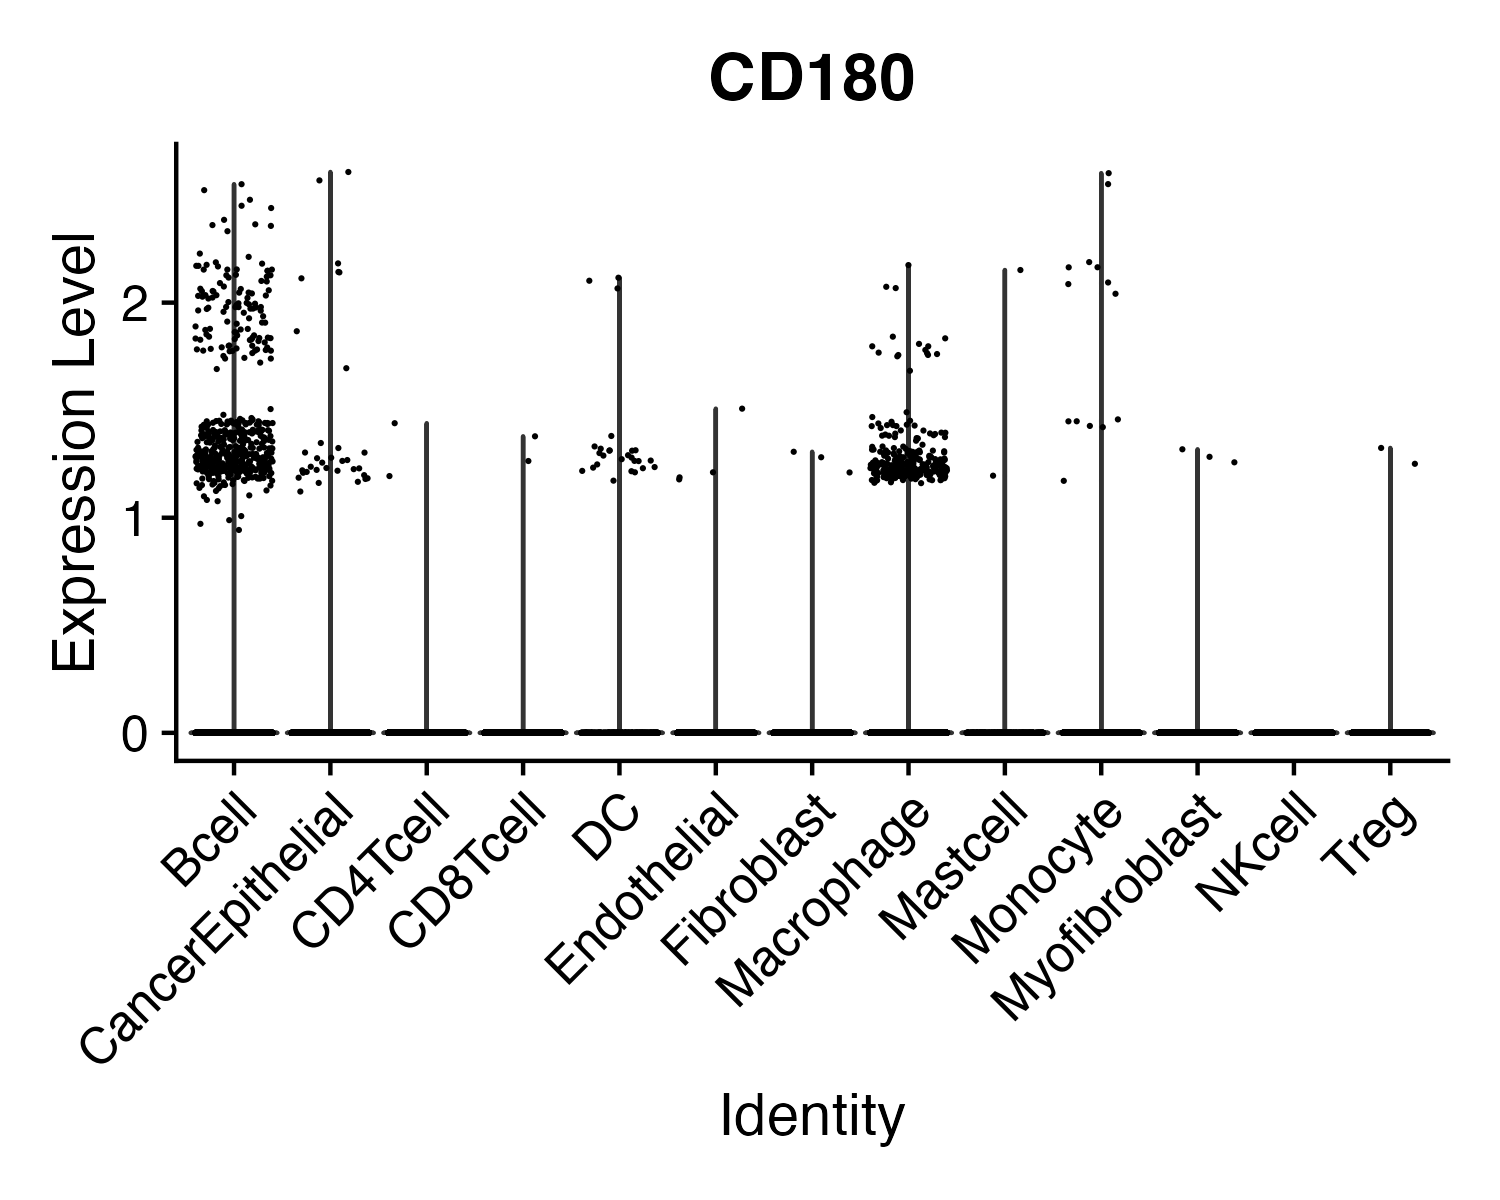 CD180
Expression Level
2
1
0
Bcell
CancerEpithelial
CD4Tcell
CD8Tcell
DC
Endothelial
Fibroblast
Macrophage
Mastcell
Monocyte
Myofibroblast
NKcell
Treg
Identity